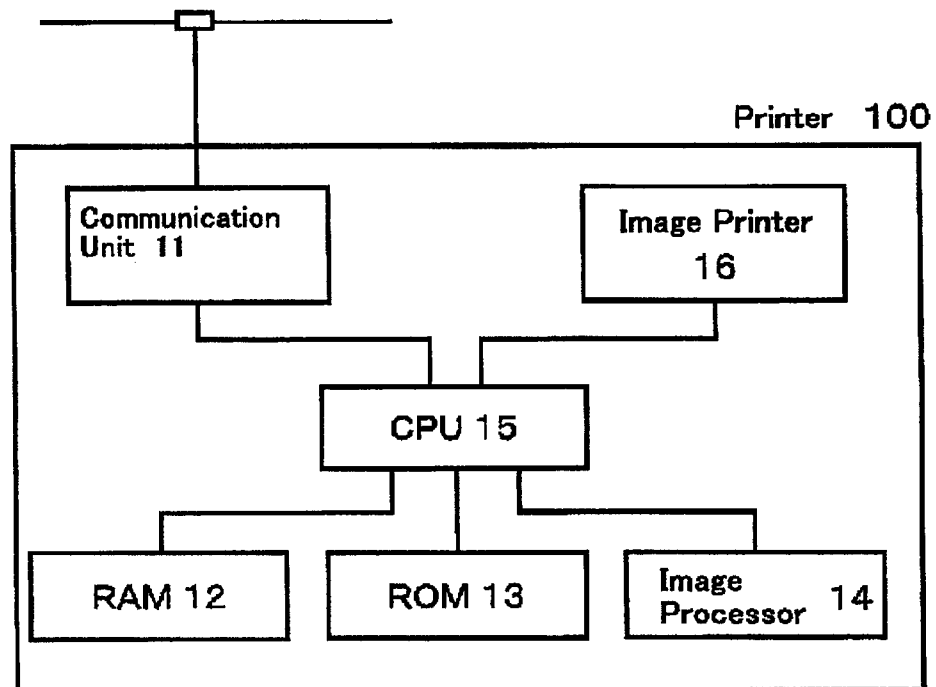 Printer 100
Communication
Unit 11
Image Printer
16
CPU 15
RAM 12
ROM 13
Image
Processor 14